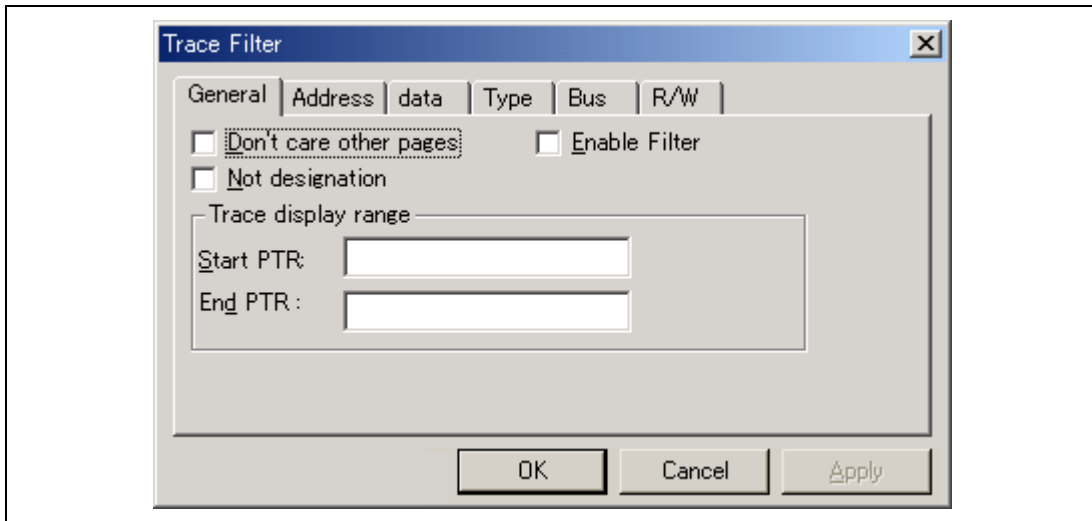 Trace Filter
General Address data Type Bus R/W
Don't care other pages Enable Filter
Not designation
Trace display range
Start PTR:
End PTR :
OK Cancel Apply